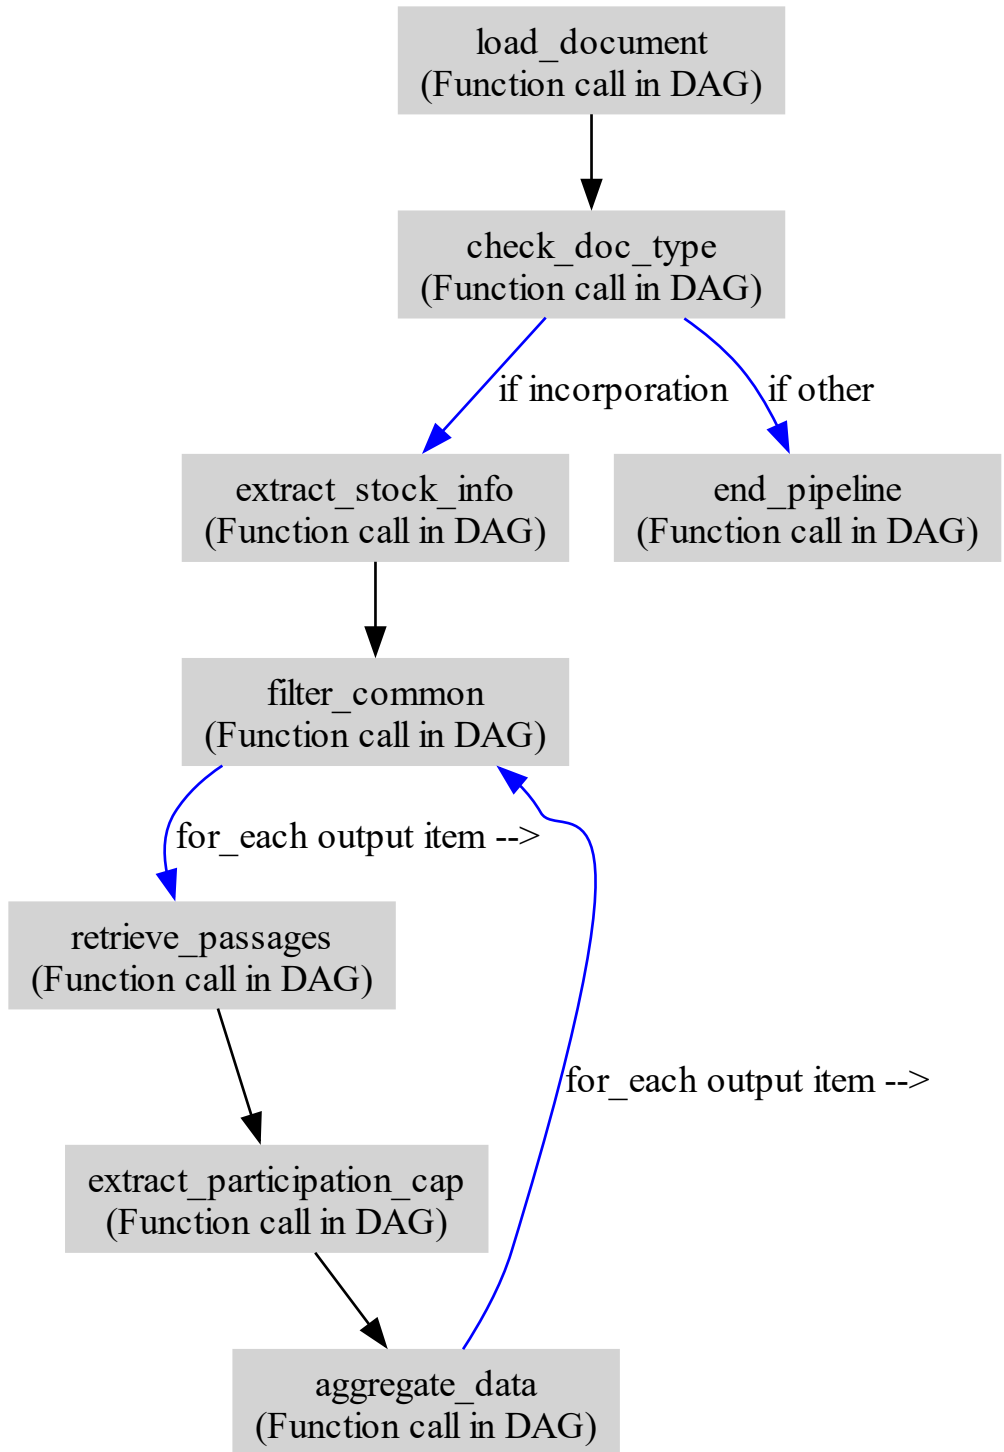 load_document
(Function call in DAG)
check_doc_type
(Function call in DAG)
if incorporation
if other
extract_stock_info
(Function call in DAG)
end_pipeline
(Function call in DAG)
filter_common
(Function call in DAG)
for_each output item -->
retrieve_passages
(Function call in DAG)
for_each output item -->
extract_participation_cap
(Function call in DAG)
aggregate_data
(Function call in DAG)